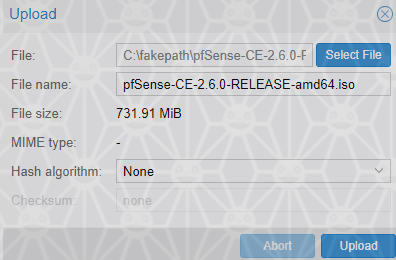 Upload
File: C:\fakepath\pfSense-CE-2.6.0-F Select File
File name: pfSense-CE-2.6.0-RELEASE-amd64.iso
File size: 731.91 MiB
MIME type: -
Hash algorithm: None
Checksum: none
Abort Upload